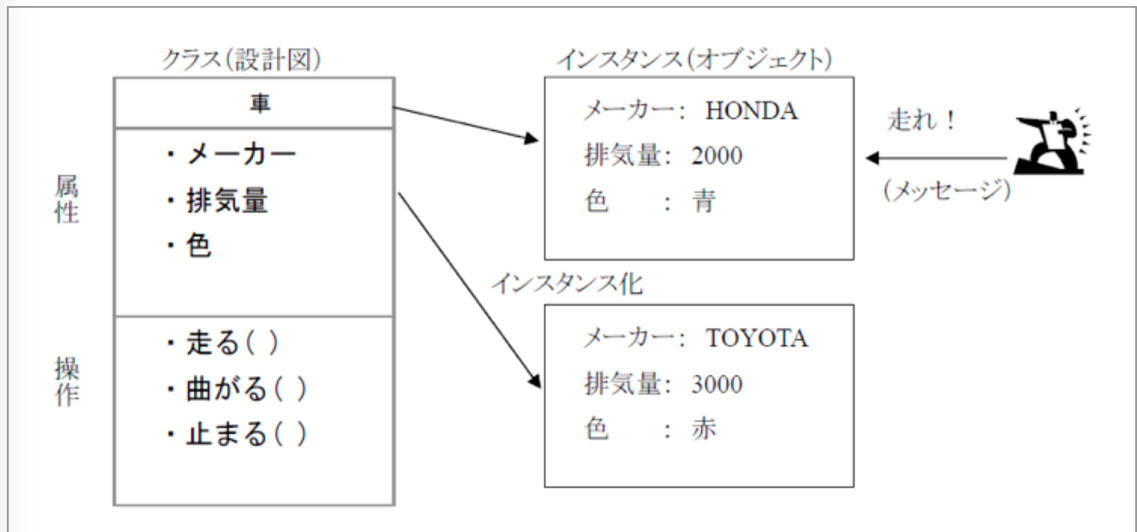 クラス(設計図)
車
属性
・メーカー
・排気量
・色
操作
・走る( )
・曲がる( )
・止まる( )
インスタンス(オブジェクト)
メーカー: HONDA
排気量: 2000
色 : 青
インスタンス化
メーカー: TOYOTA
排気量: 3000
色 : 赤
走れ!
(メッセージ)